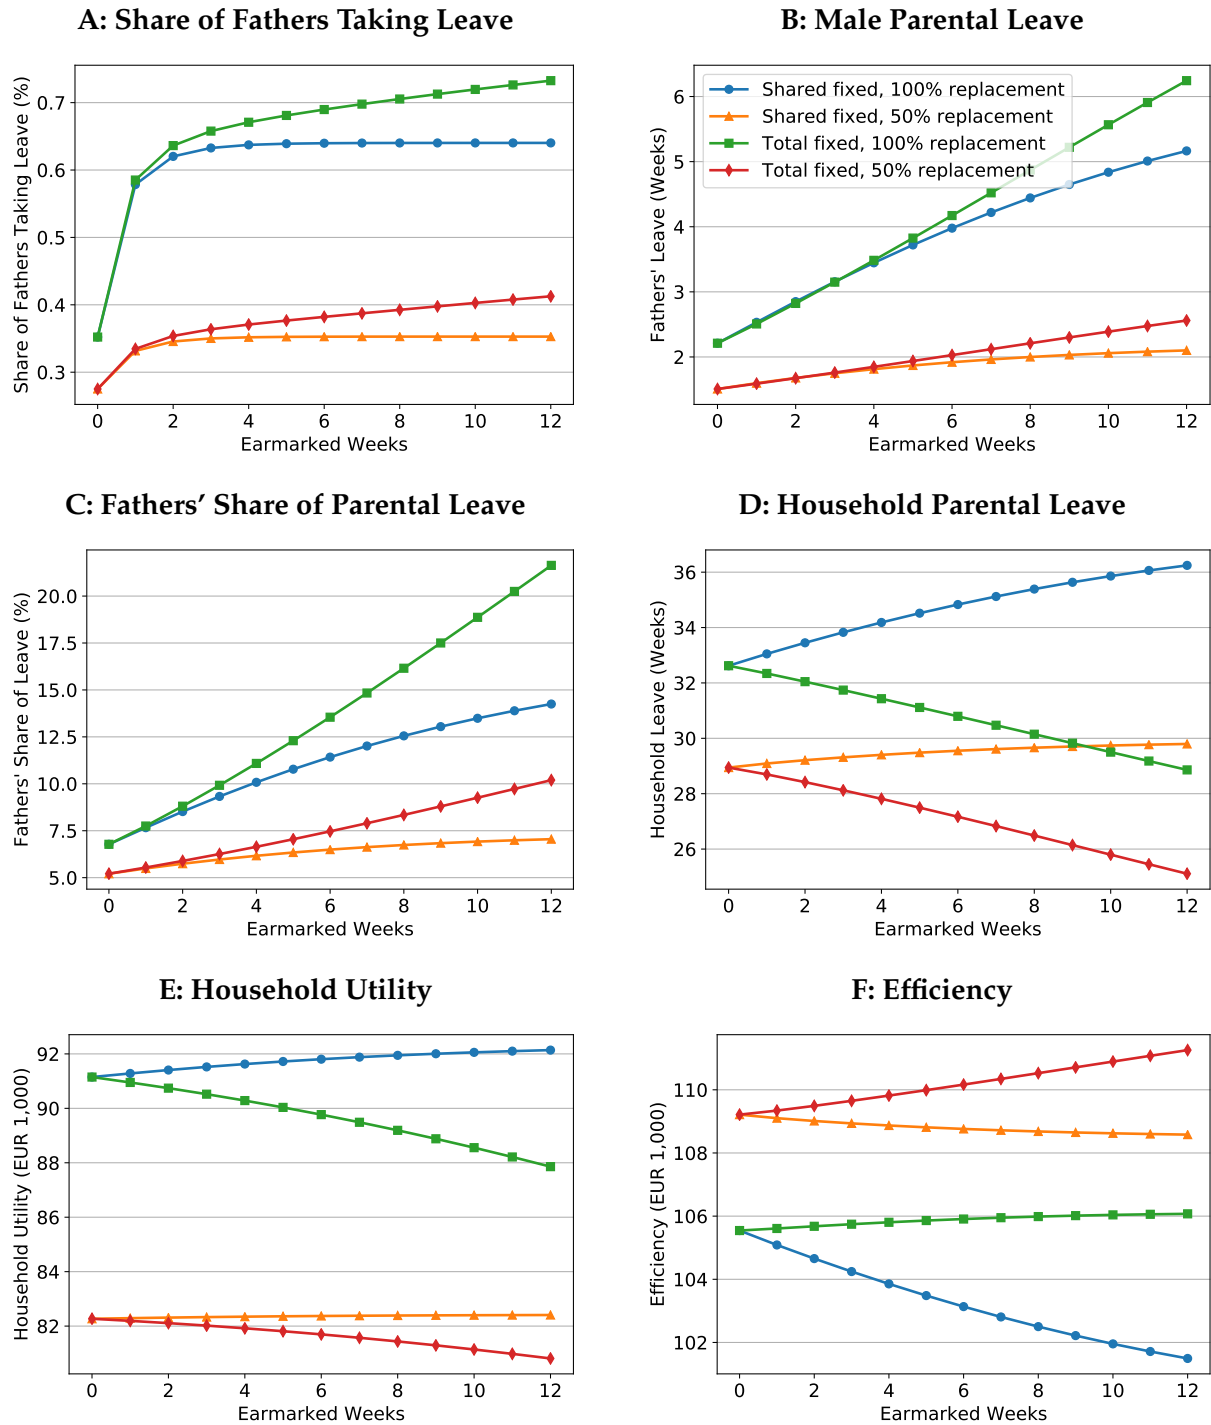 A: Share of Fathers Taking Leave
Share of Fathers Taking Leave (%)
0.7
0.6
0.5
0.4
0.3
0 2 4 6 8 10 12
Earmarked Weeks
B: Male Parental Leave
Shared fixed, 100% replacement
Shared fixed, 50% replacement
Total fixed, 100% replacement
Total fixed, 50% replacement
Fathers' Leave (Weeks)
6
5
4
3
2
0 2 4 6 8 10 12
Earmarked Weeks
C: Fathers’ Share of Parental Leave
Fathers' Share of Leave (%)
20.0
17.5
15.0
12.5
10.0
7.5
5.0
0 2 4 6 8 10 12
Earmarked Weeks
D: Household Parental Leave
Household Leave (Weeks)
36
34
32
30
28
26
0 2 4 6 8 10 12
Earmarked Weeks
E: Household Utility
Household Utility (EUR 1,000)
92
90
88
86
84
82
0 2 4 6 8 10 12
Earmarked Weeks
F: Efficiency
Efficiency (EUR 1,000)
110
108
106
104
102
0 2 4 6 8 10 12
Earmarked Weeks